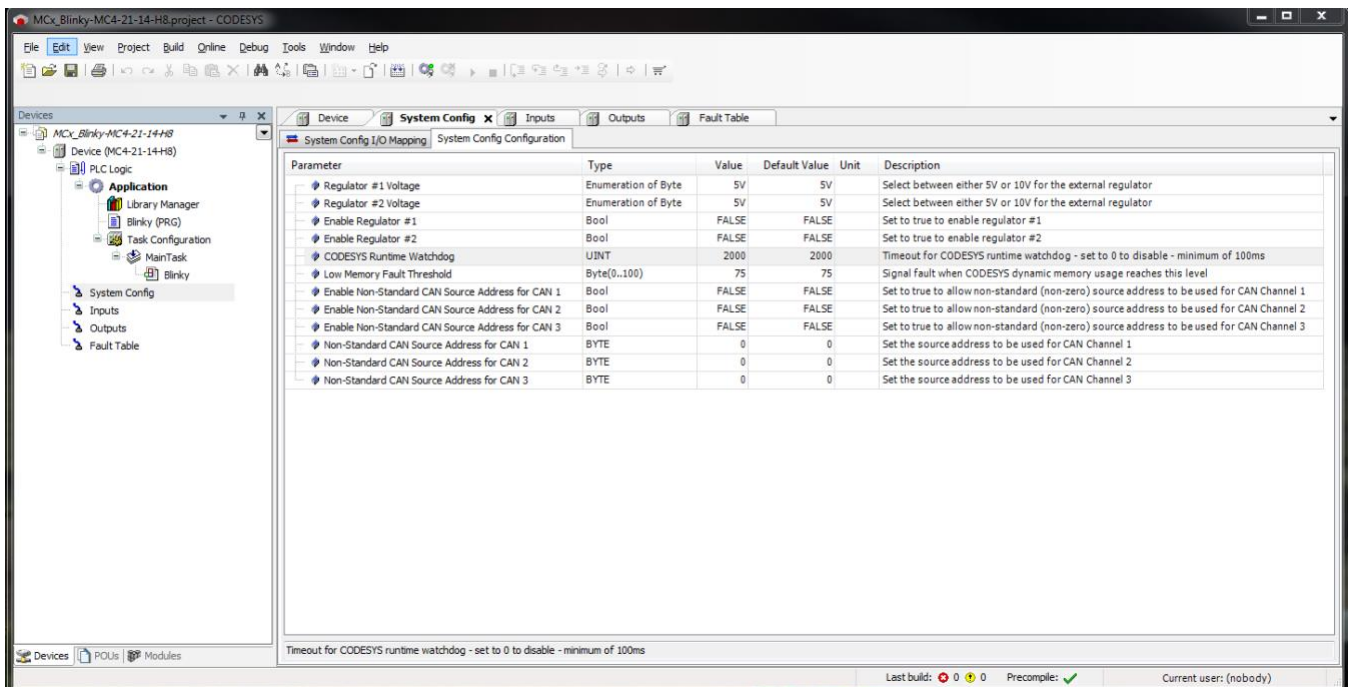 MCx_Blinky-MC4-21-14-H8.project - CODESYS
File Edit View Project Build Online Debug Tools Window Help
Devices
MCx_Blinky-MC4-21-14-H8
Device (MC4-21-14-H8)
PLC Logic
Application
Library Manager
Blinky (PRG)
Task Configuration
MainTask
Blinky
System Config
Inputs
Outputs
Fault Table
Devices POUs Modules
Device System Config X Inputs Outputs Fault Table
System Config I/O Mapping System Config Configuration
Parameter Type Value Default Value Unit Description
Regulator #1 Voltage Enumeration of Byte 5V 5V Select between either 5V or 10V for the external regulator
Regulator #2 Voltage Enumeration of Byte 5V 5V Select between either 5V or 10V for the external regulator
Enable Regulator #1 Bool FALSE FALSE Set to true to enable regulator #1
Enable Regulator #2 Bool FALSE FALSE Set to true to enable regulator #2
CODESYS Runtime Watchdog UINT 2000 2000 Timeout for CODESYS runtime watchdog - set to 0 to disable - minimum of 100ms
Low Memory Fault Threshold Byte(0..100) 75 75 Signal fault when CODESYS dynamic memory usage reaches this level
Enable Non-Standard CAN Source Address for CAN 1 Bool FALSE FALSE Set to true to allow non-standard (non-zero) source address to be used for CAN Channel 1
Enable Non-Standard CAN Source Address for CAN 2 Bool FALSE FALSE Set to true to allow non-standard (non-zero) source address to be used for CAN Channel 2
Enable Non-Standard CAN Source Address for CAN 3 Bool FALSE FALSE Set to true to allow non-standard (non-zero) source address to be used for CAN Channel 3
Non-Standard CAN Source Address for CAN 1 BYTE 0 0 Set the source address to be used for CAN Channel 1
Non-Standard CAN Source Address for CAN 2 BYTE 0 0 Set the source address to be used for CAN Channel 2
Non-Standard CAN Source Address for CAN 3 BYTE 0 0 Set the source address to be used for CAN Channel 3
Timeout for CODESYS runtime watchdog - set to 0 to disable - minimum of 100ms
Last build: 0 0 Precompile: Current user: (nobody)